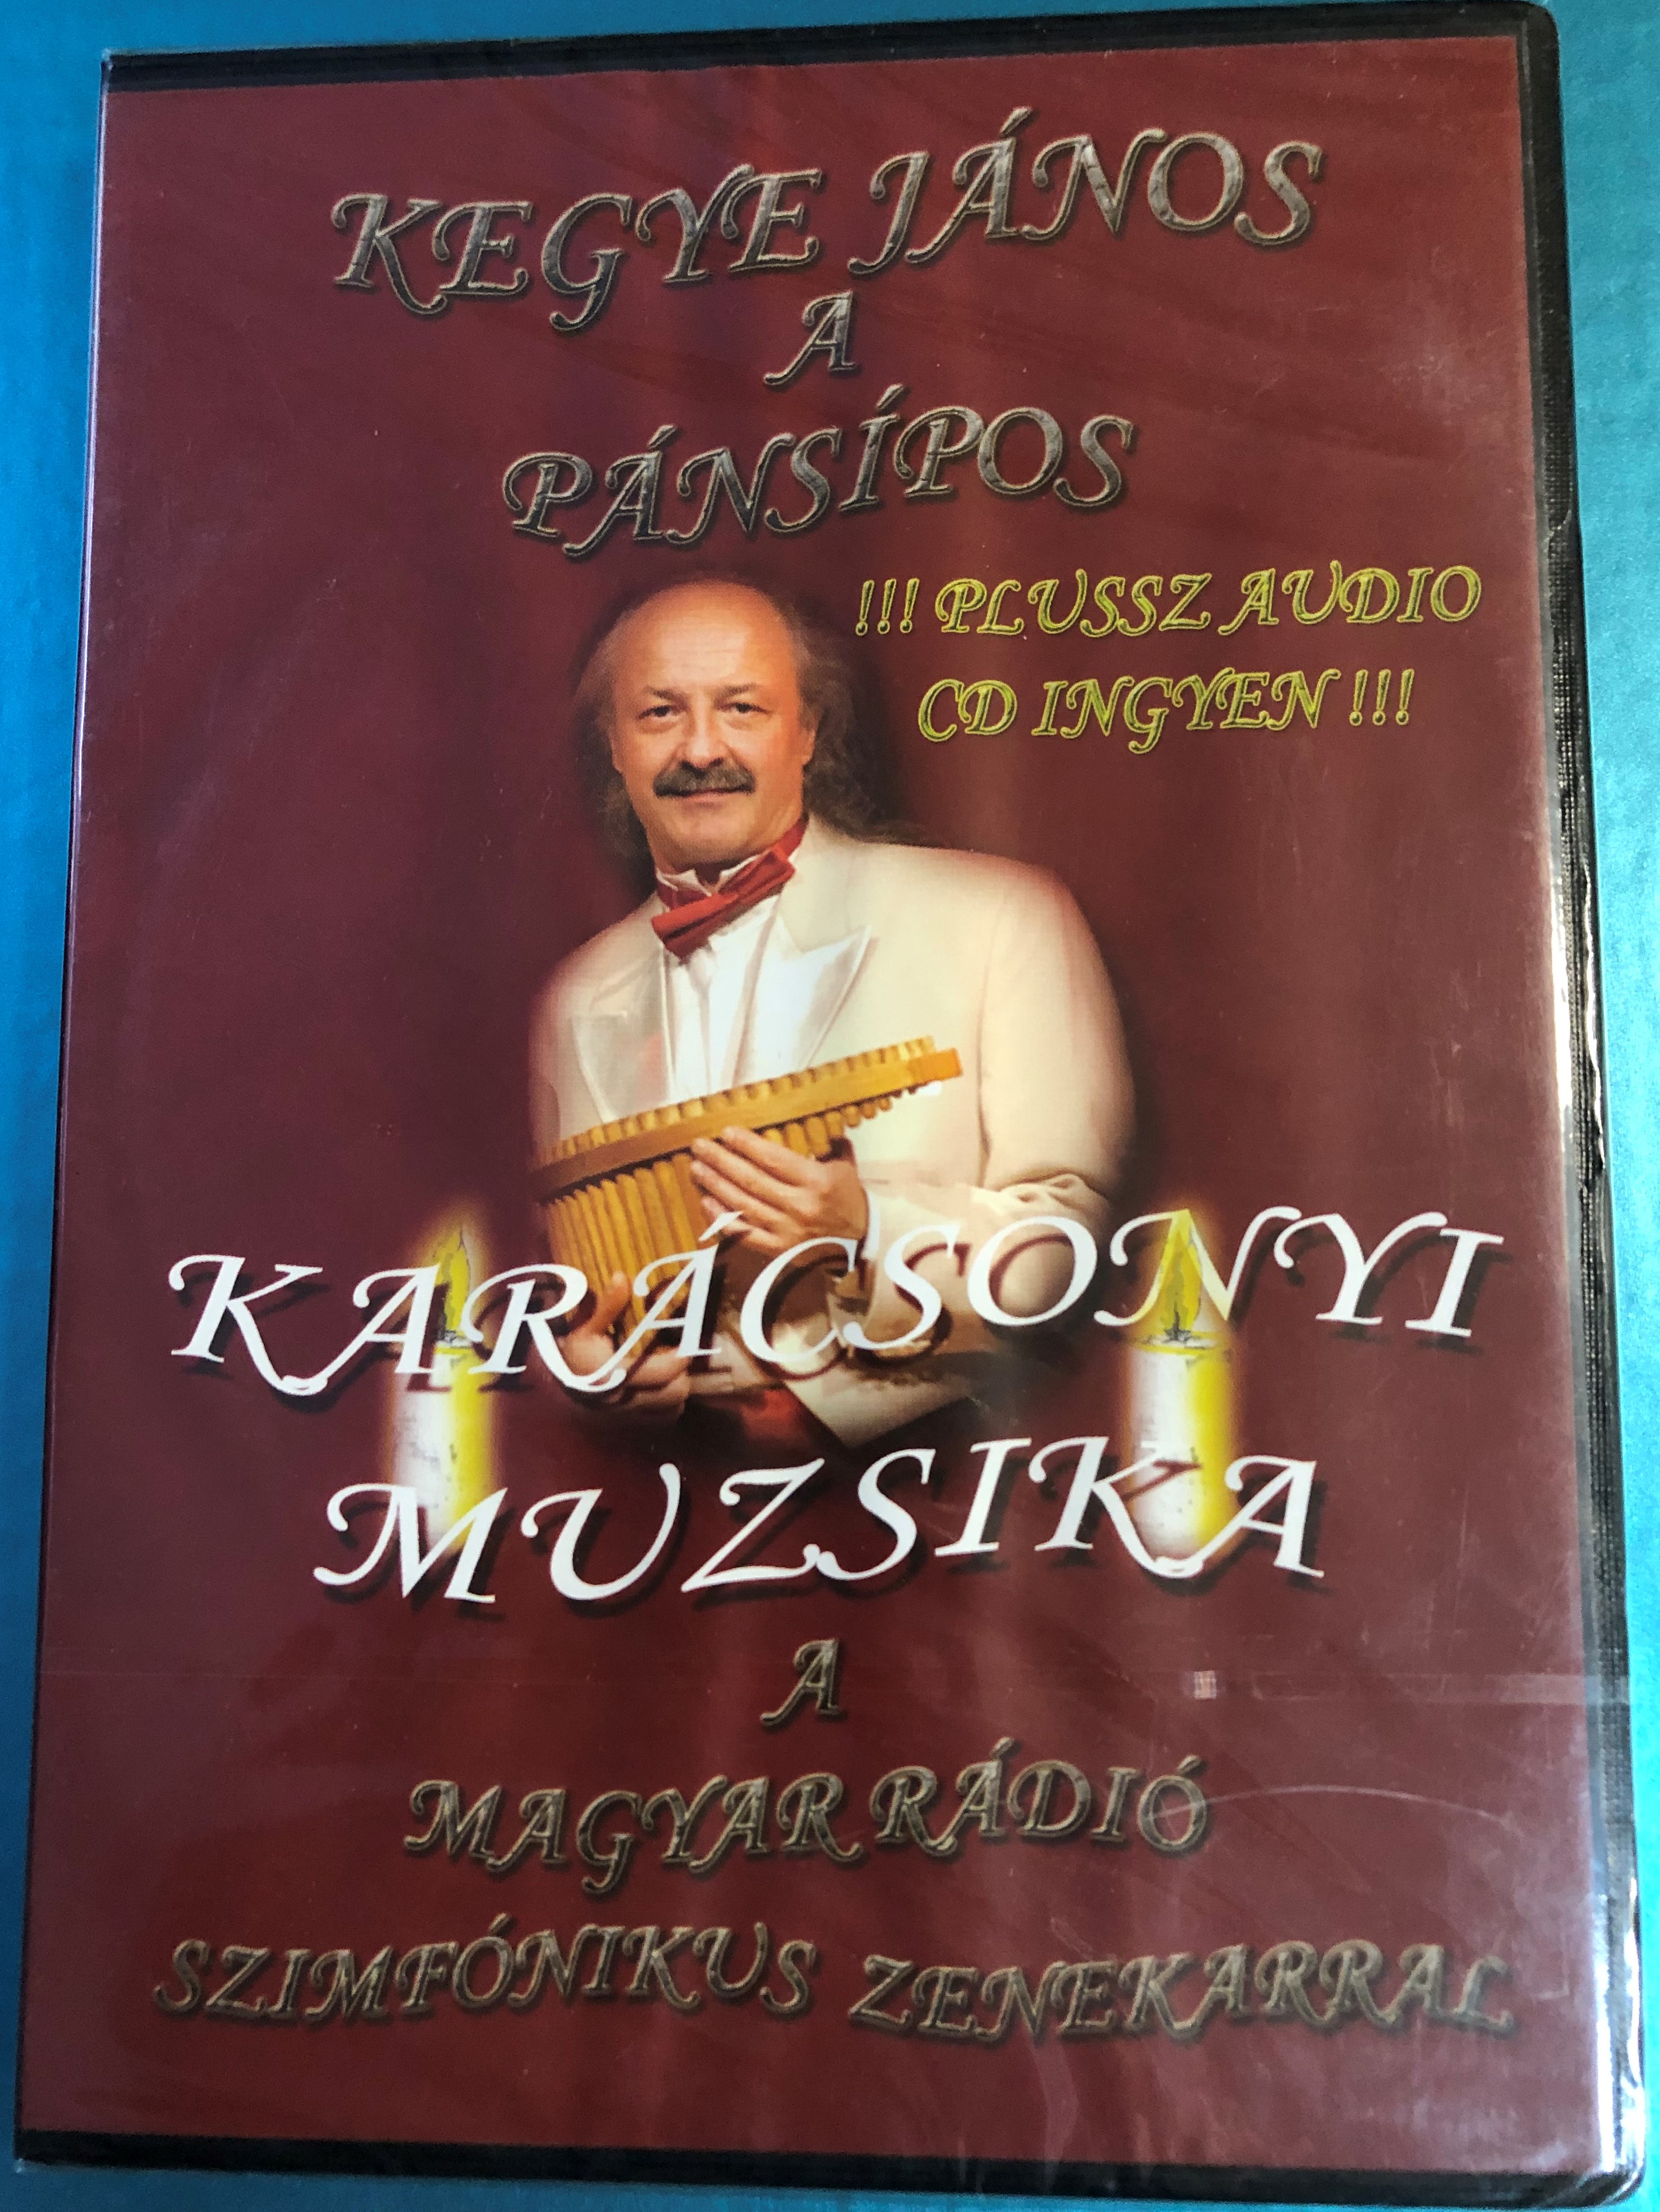 KEGYE JÁNOS
A
PÁNSÍPOS
!!! PLUSSZ AUDIO
CD INGYEN !!!
KARÁCSONYI
MUZSIKA
A
MAGYAR RÁDIÓ
SZIMFÓNIKUS ZENEKARRAL